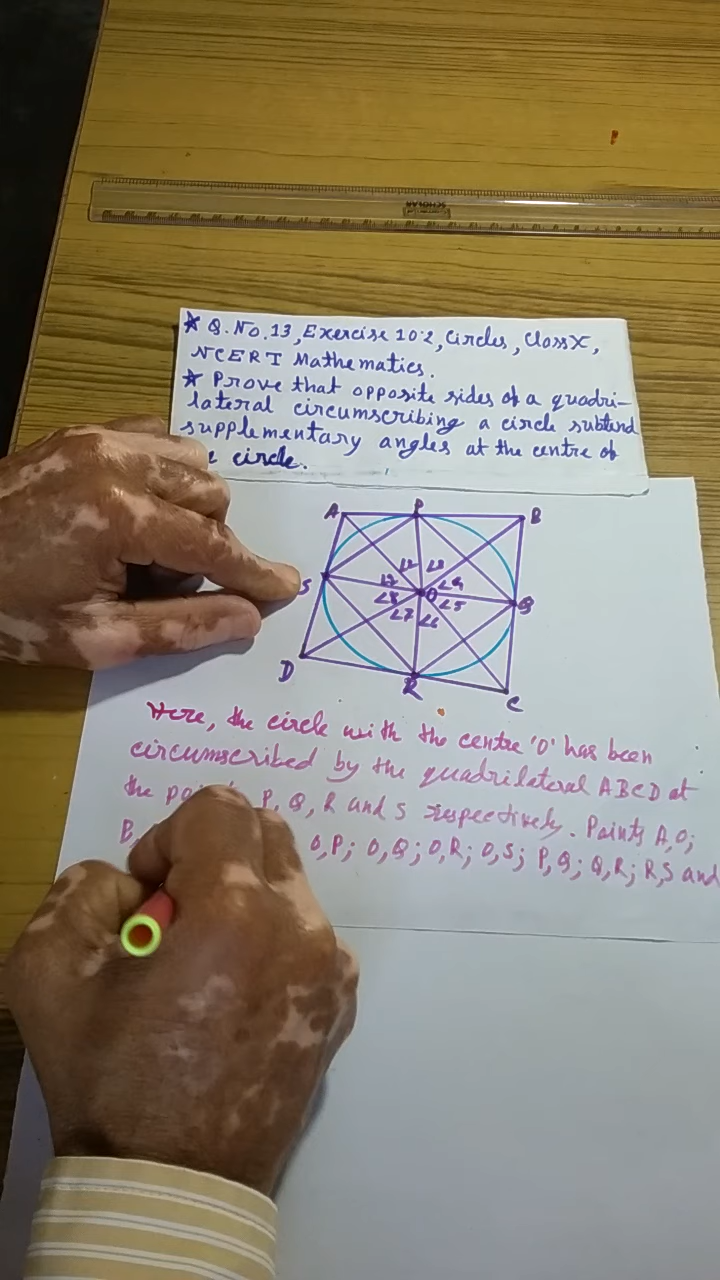 SCHOLAR
* Q. No. 13, Exercise 10.2, Circles, Class X,
NCERT Mathematics.
* Prove that opposite sides of a quadri-
lateral circumscribing a circle subtend
supplementary angles at the centre of
circle.
A P B
S O Q
∠3 ∠4
∠8 ∠5
∠7 ∠6
D R C
Here, the circle with the centre 'O' has been
circumscribed by the quadrilateral ABCD at
the P, Q, R and S respectively. Points A,O;
B, O,P; O,Q; O,R; O,S; P,Q; Q,R; R,S and